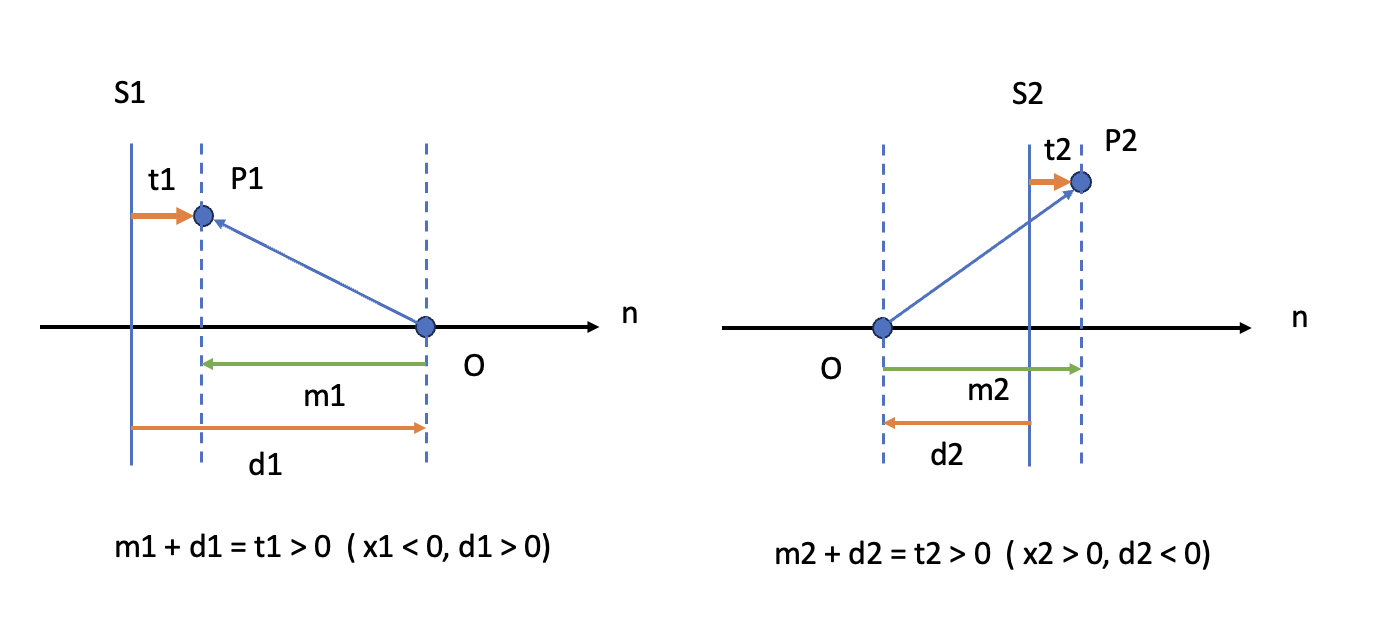 S1
t1
P1
n
O
m1
d1
m1 + d1 = t1 > 0 ( x1 < 0, d1 > 0)
S2
t2
P2
n
O
m2
d2
m2 + d2 = t2 > 0 ( x2 > 0, d2 < 0)